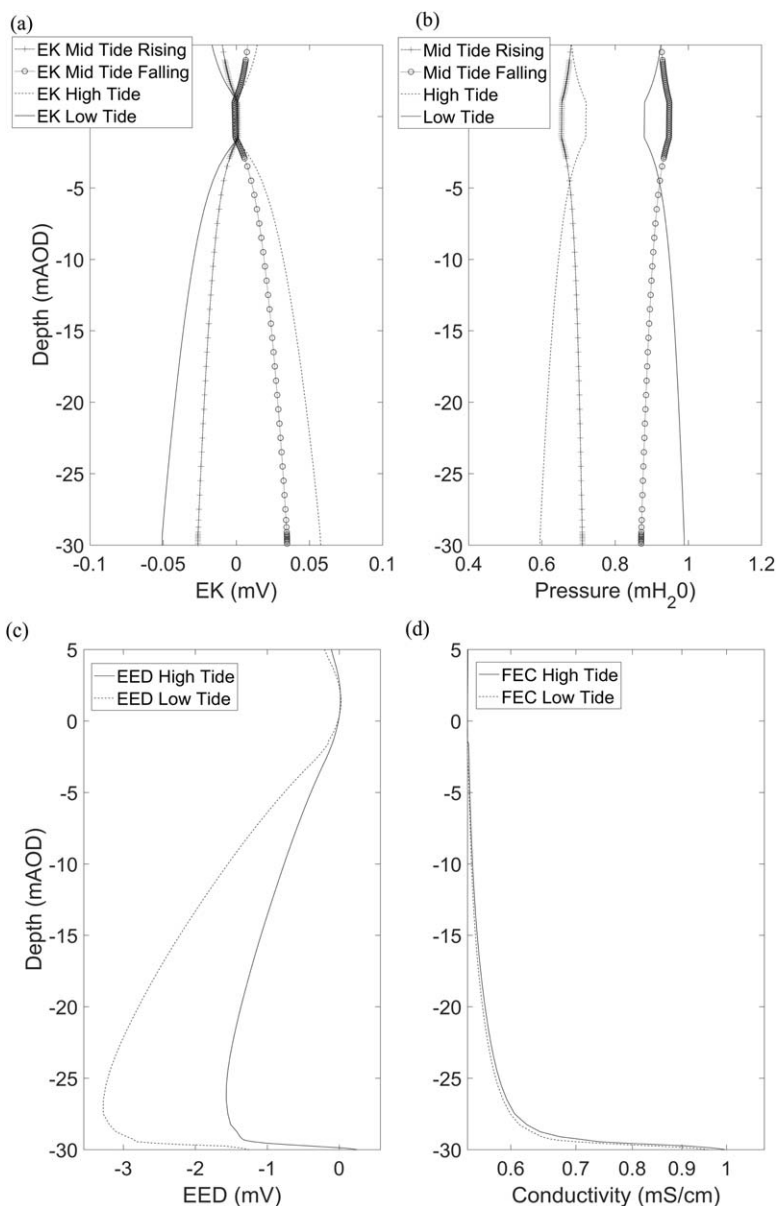 (a)
EK Mid Tide Rising
EK Mid Tide Falling
EK High Tide
EK Low Tide
-5
-10
-15
-20
-25
-30
Depth (mAOD)
-0.1
-0.05
0
0.05
0.1
EK (mV)
(b)
Mid Tide Rising
Mid Tide Falling
High Tide
Low Tide
-5
-10
-15
-20
-25
-30
0.4
0.6
0.8
1
1.2
Pressure (mH20)
(c)
EED High Tide
EED Low Tide
5
0
-5
-10
-15
-20
-25
-30
Depth (mAOD)
-3
-2
-1
0
EED (mV)
(d)
FEC High Tide
FEC Low Tide
5
0
-5
-10
-15
-20
-25
-30
0.6
0.7
0.8
0.9
1
Conductivity (mS/cm)